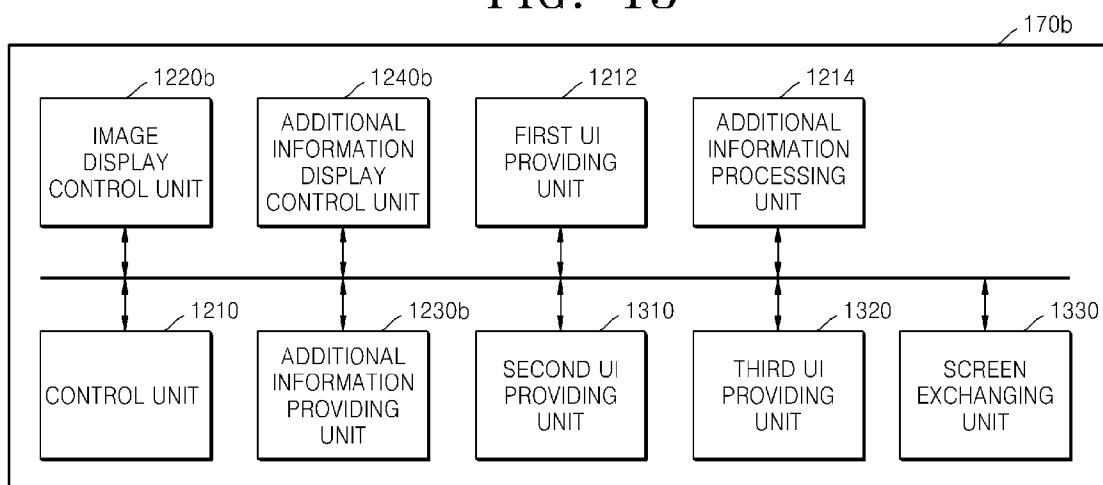 FIG. 13
170b
1220b
1240b
1212
1214
IMAGE
DISPLAY
CONTROL UNIT
ADDITIONAL
INFORMATION
DISPLAY
CONTROL UNIT
FIRST UI
PROVIDING
UNIT
ADDITIONAL
INFORMATION
PROCESSING
UNIT
1210
1230b
1310
1320
1330
CONTROL UNIT
ADDITIONAL
INFORMATION
PROVIDING
UNIT
SECOND UI
PROVIDING
UNIT
THIRD UI
PROVIDING
UNIT
SCREEN
EXCHANGING
UNIT